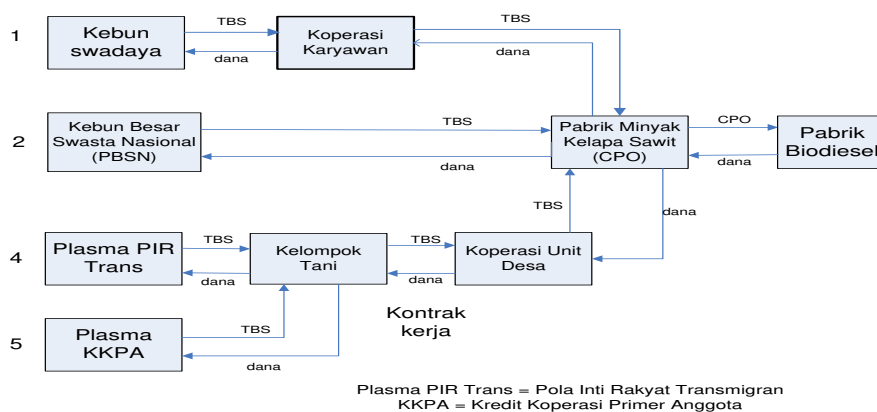 1
Kebun
swadaya
TBS
dana
Koperasi
Karyawan
TBS
dana
2
Kebun Besar
Swasta Nasional
(PBSN)
TBS
dana
Pabrik Minyak
Kelapa Sawit
(CPO)
CPO
dana
Pabrik
Biodiesel
TBS
dana
4
Plasma PIR
Trans
TBS
dana
Kelompok
Tani
TBS
dana
Koperasi Unit
Desa
5
Plasma
KKPA
TBS
dana
Kontrak
kerja
Plasma PIR Trans = Pola Inti Rakyat Transmigran
KKPA = Kredit Koperasi Primer Anggota